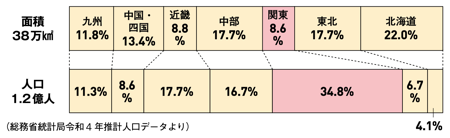 面積
38万km²
九州
11.8%
中国・
四国
13.4%
近畿
8.8
%
中部
17.7%
関東
8.6
%
東北
17.7%
北海道
22.0%
人口
1.2億人
11.3%
8.6
%
17.7%
16.7%
34.8%
6.7
%
4.1%
(総務省統計局令和4年推計人口データより)